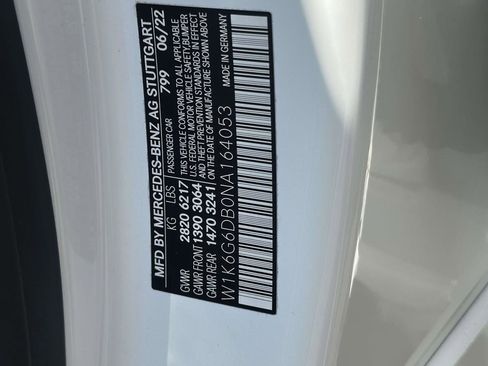 MFD BY MERCEDES-BENZ AG STUTTGART
PASSENGER CAR 799 06/22
KG LBS
GVWR 2820 6217
GAWR FRONT 1390 3064
GAWR REAR 1470 3241
THIS VEHICLE CONFORMS TO ALL APPLICABLE
U.S. FEDERAL MOTOR VEHICLE SAFETY, BUMPER
AND THEFT PREVENTION STANDARDS IN EFFECT
ON THE DATE OF MANUFACTURE SHOWN ABOVE
W1K6G6DB0NA164053
MADE IN GERMANY